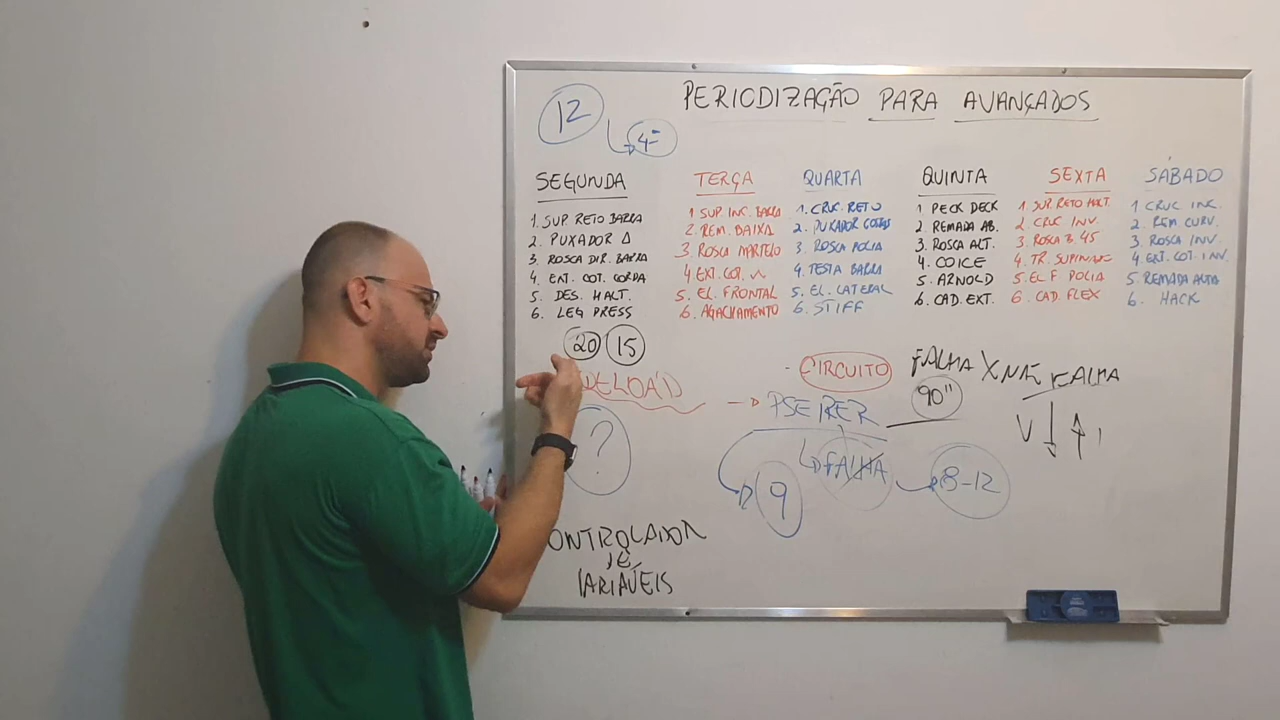 PERIODIZAÇÃO PARA AVANÇADOS
12
4=
SEGUNDA
1. SUP. RETO BARRA
2. PUXADOR Δ
3. ROSCA DIR. BARRA
4. EXT. COT. CORDA
5. DES. HALT.
6. LEG PRESS
TERÇA
1 SUP. INC. BARRA
2. REM. BAIXA
3. ROSCA MARTELO
4 EXT. COT. ^
5. EL. FRONTAL
6. AGACHAMENTO
QUARTA
1. CRUC. RETO
2. PUXADOR COSTAS
3. ROSCA POLIA
4. TESTA BARRA
5. EL. LATERAL
6. STIFF
QUINTA
1 PECK DECK
2. REMADA AB.
3. ROSCA ALT.
4. COICE
5. ARNOLD
6. CAD. EXT.
SEXTA
1 SUP RETO HALT.
2 CRUC INV.
3 ROSCA B. 45
4. TR. SUPINADO
5. EL F. POLIA
6. CAD. FLEX
SÁBADO
1 CRUC INC.
2. REM. CURV.
3. ROSCA INV.
4 EXT. COT. INV.
5 REMADA ALTA
6. HACK
20 15
DELOAD
?
CONTROLADOR
DE
VARIÁVEIS
- CIRCUITO
FALHA X NÃO FALHA
90"
PSE RER
FALHA
9
8-12
V ↓ ↑ I